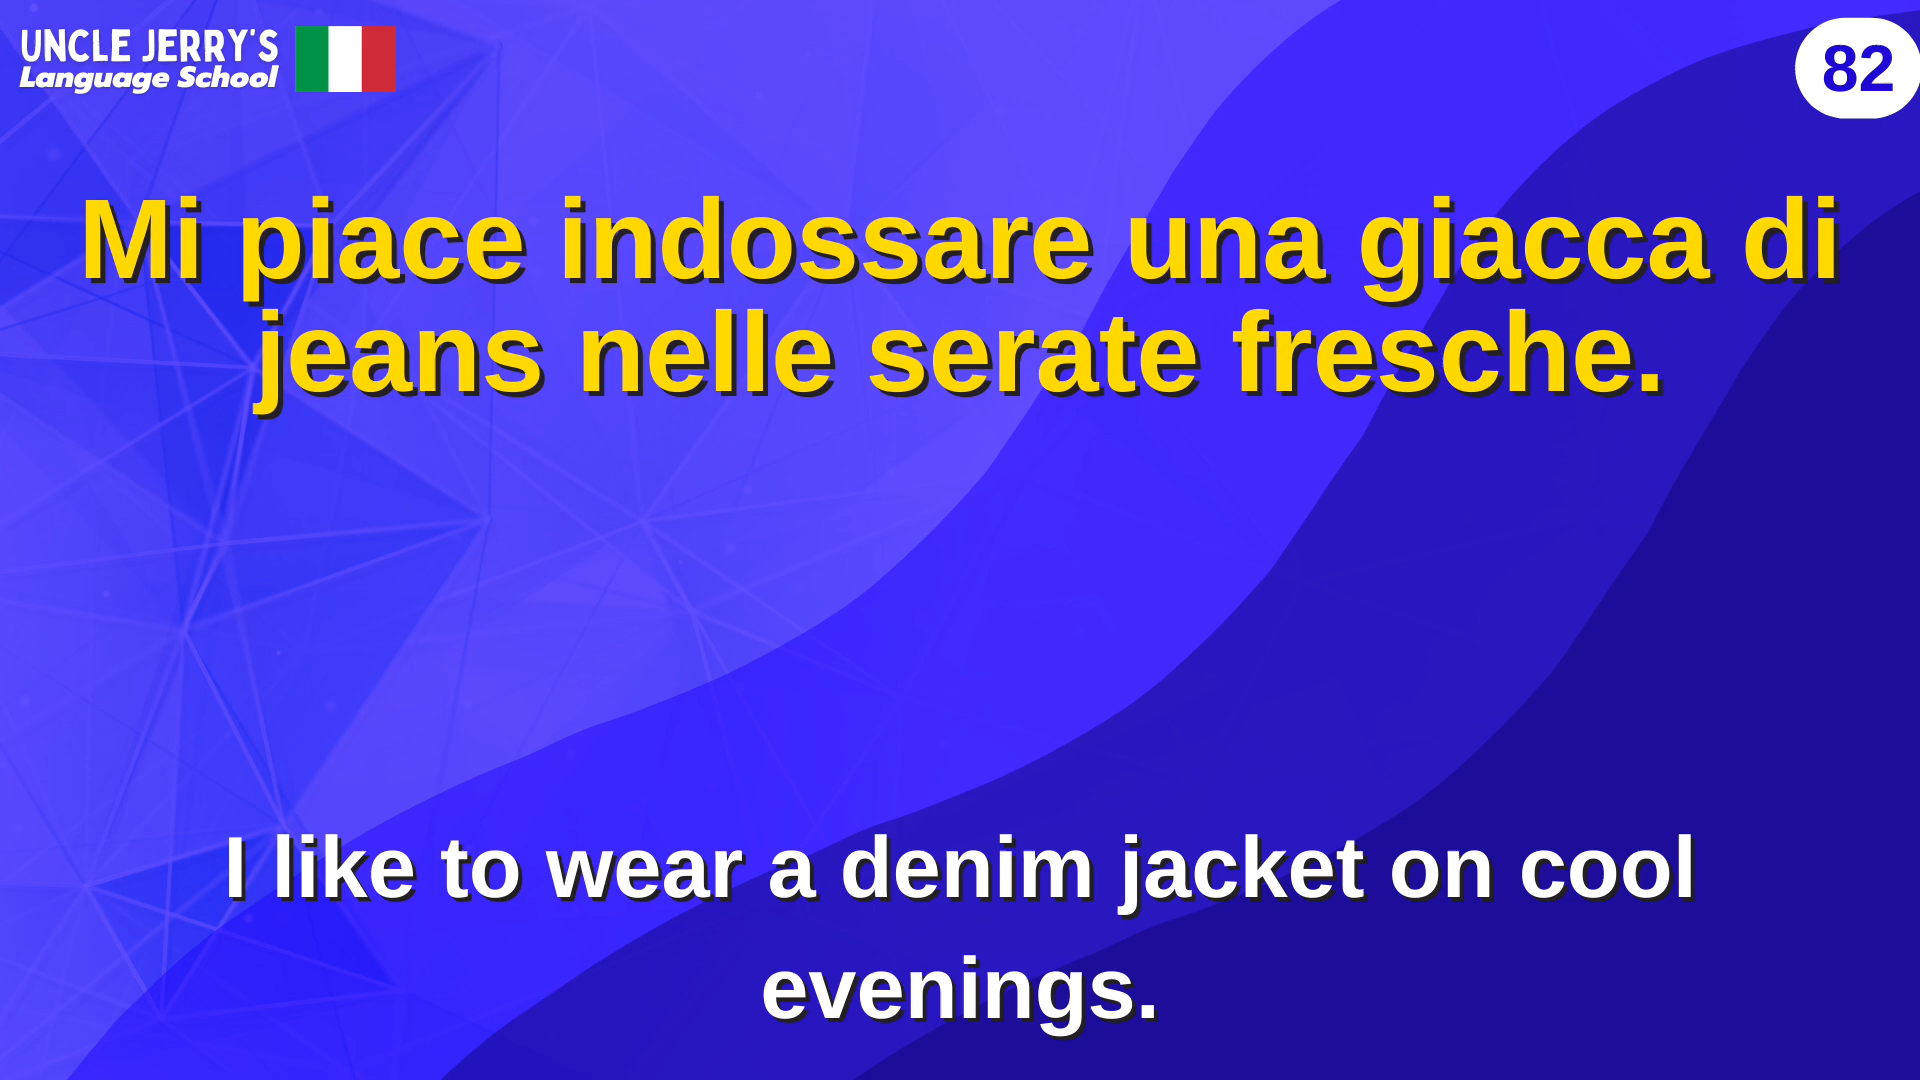 UNCLE JERRY'S
Language School
82
Mi piace indossare una giacca di
jeans nelle serate fresche.
I like to wear a denim jacket on cool
evenings.